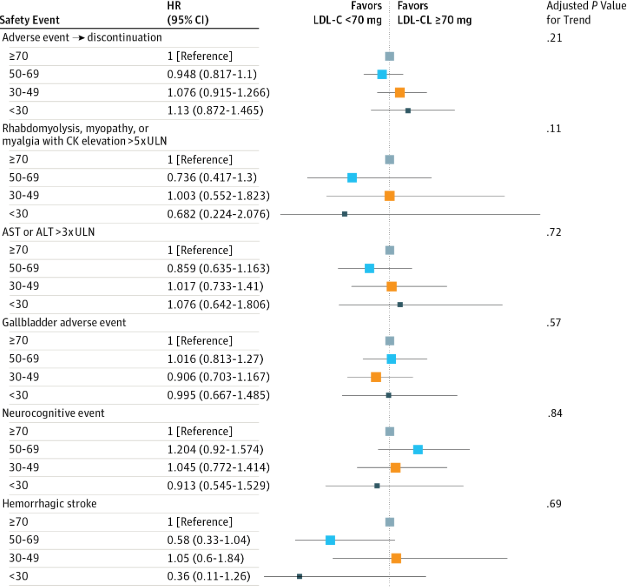 Safety Event HR (95% CI) Favors LDL-C <70 mg Favors LDL-CL ≥70 mg Adjusted P Value for Trend
Adverse event → discontinuation .21
≥70 1 [Reference]
50-69 0.948 (0.817-1.1)
30-49 1.076 (0.915-1.266)
<30 1.13 (0.872-1.465)
Rhabdomyolysis, myopathy, or
myalgia with CK elevation >5xULN .11
≥70 1 [Reference]
50-69 0.736 (0.417-1.3)
30-49 1.003 (0.552-1.823)
<30 0.682 (0.224-2.076)
AST or ALT >3xULN .72
≥70 1 [Reference]
50-69 0.859 (0.635-1.163)
30-49 1.017 (0.733-1.41)
<30 1.076 (0.642-1.806)
Gallbladder adverse event .57
≥70 1 [Reference]
50-69 1.016 (0.813-1.27)
30-49 0.906 (0.703-1.167)
<30 0.995 (0.667-1.485)
Neurocognitive event .84
≥70 1 [Reference]
50-69 1.204 (0.92-1.574)
30-49 1.045 (0.772-1.414)
<30 0.913 (0.545-1.529)
Hemorrhagic stroke .69
≥70 1 [Reference]
50-69 0.58 (0.33-1.04)
30-49 1.05 (0.6-1.84)
<30 0.36 (0.11-1.26)